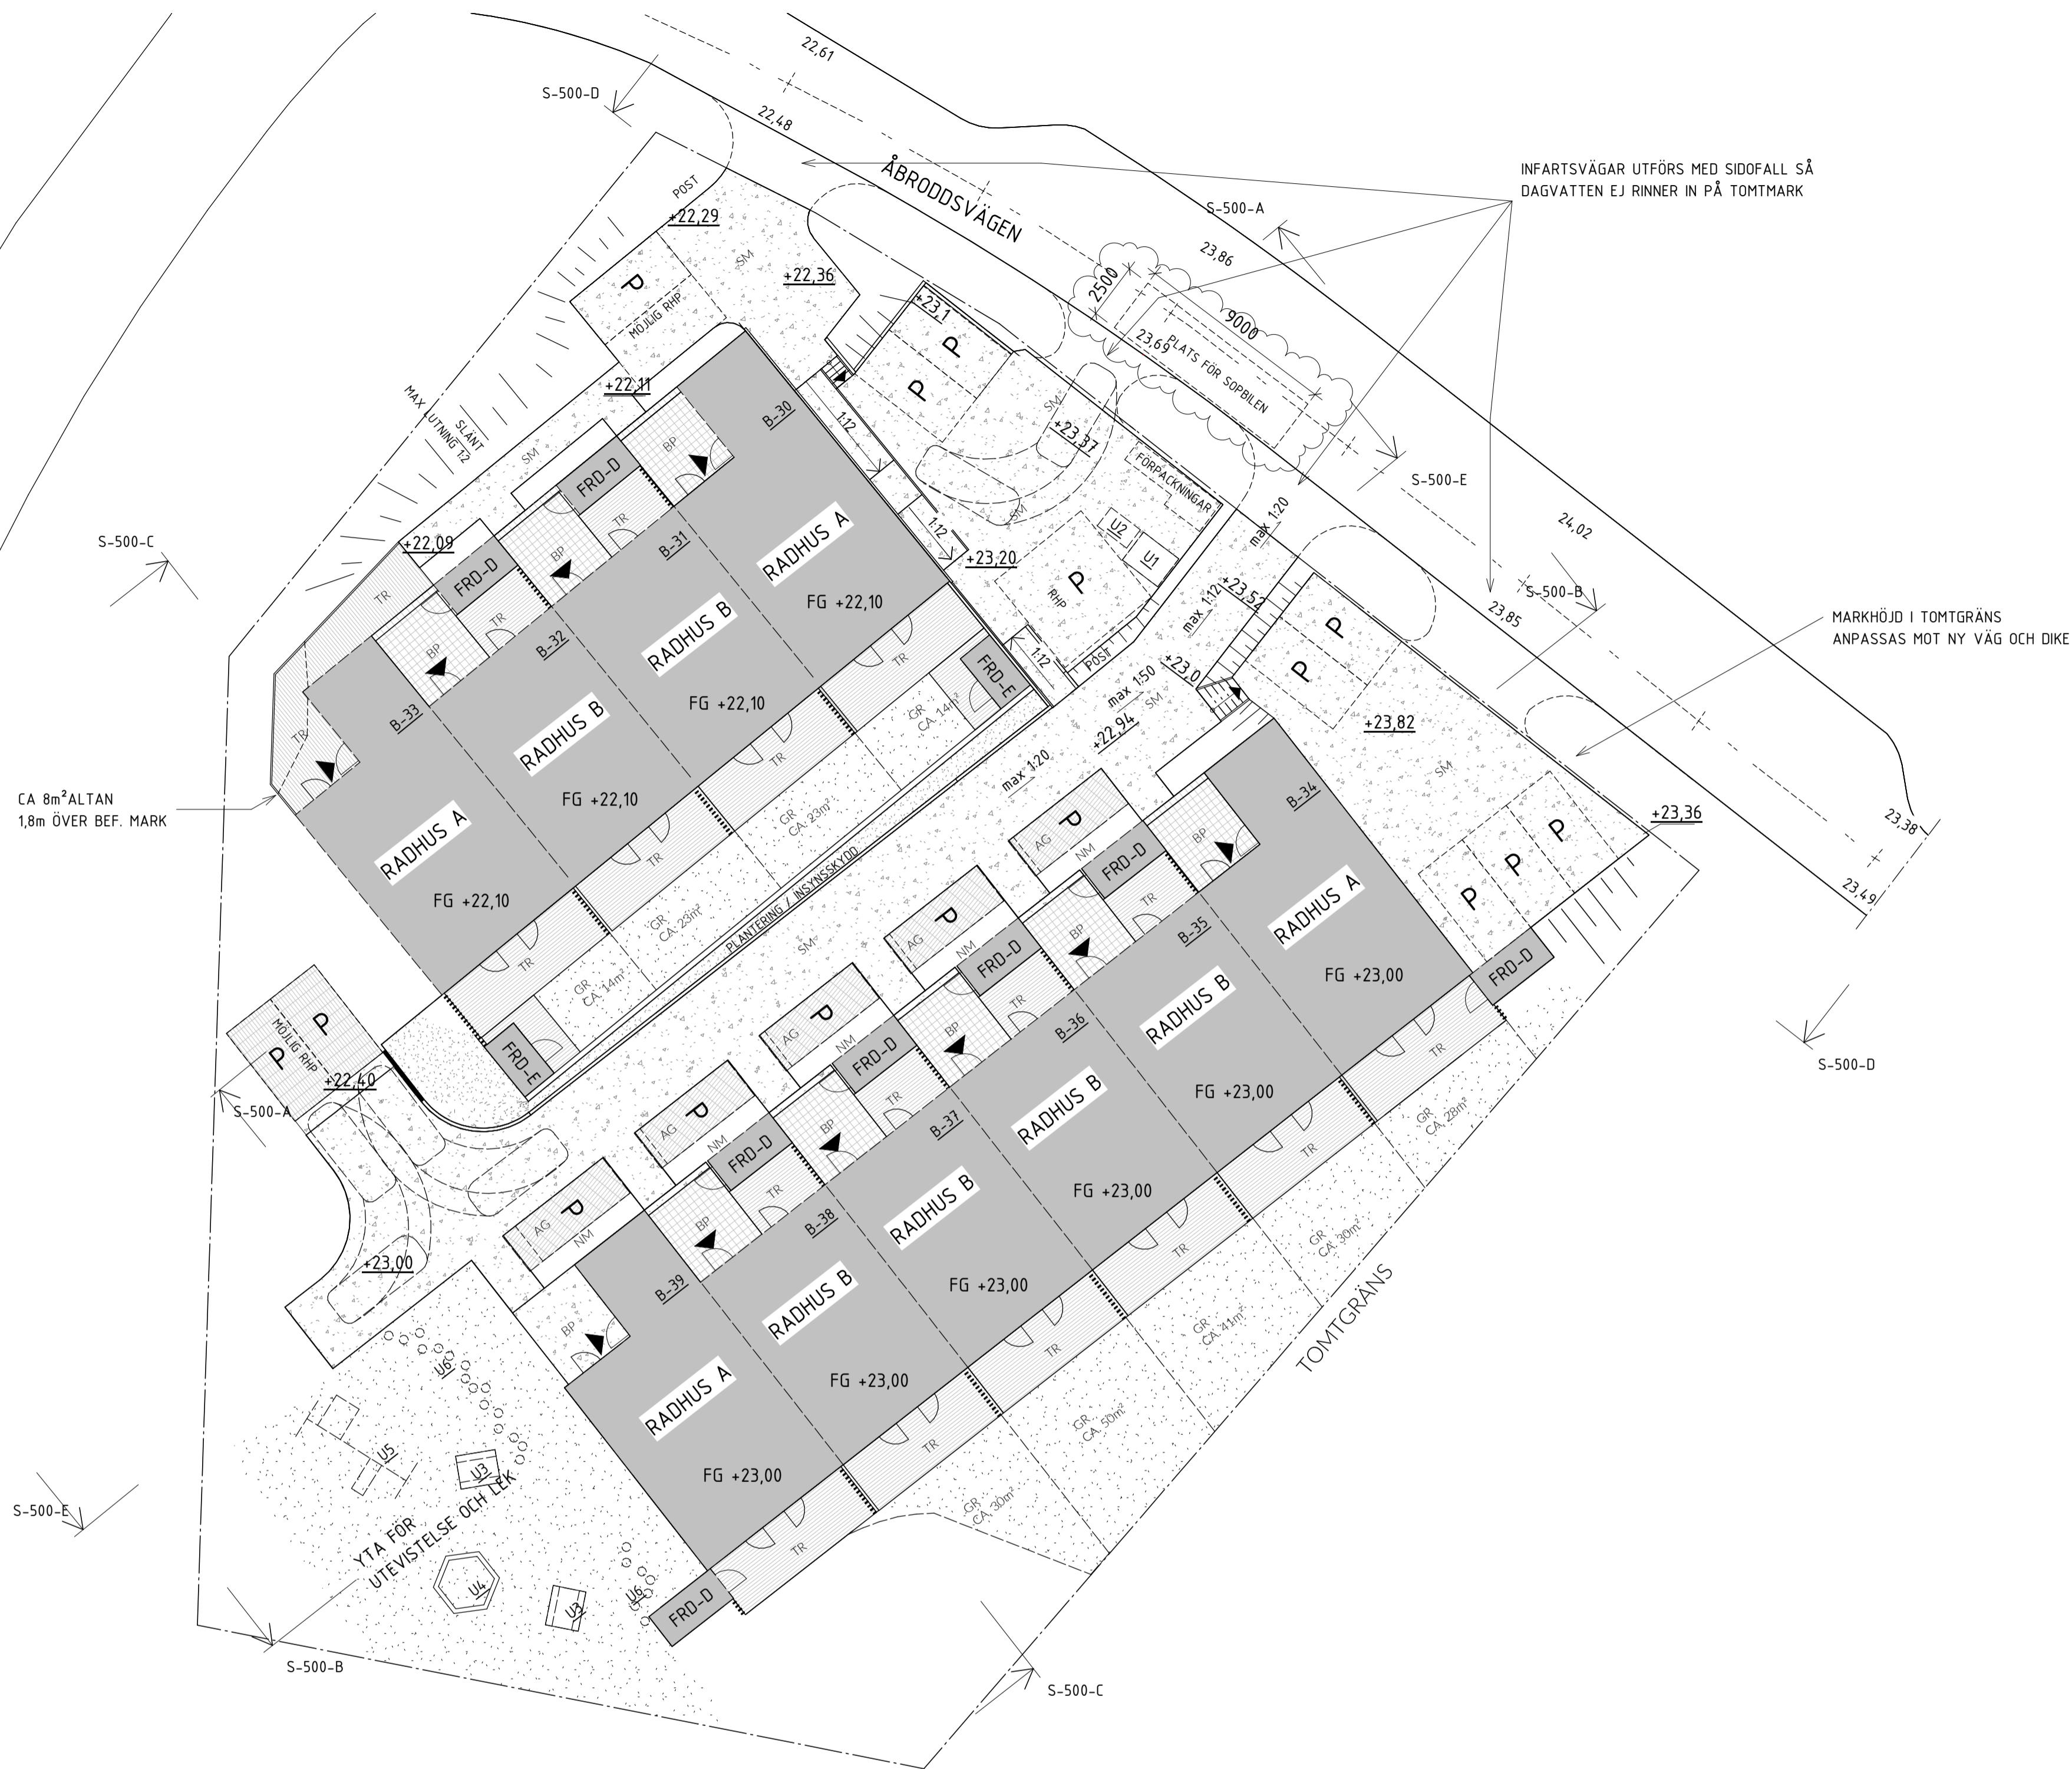 22,61
S-500-D
22,48
ÅBRODDSVÄGEN
INFARTSVÄGAR UTFÖRS MED SIDOFALL SÅ
DAGVATTEN EJ RINNER IN PÅ TOMTMARK
POST
+22,29
S-500-A
23,86
SM
+22,36
P
MÖJLIG RHP
2500
9000
23,69
PLATS FÖR SOPBILEN
+23,1
P
P
+22,11
MAX LUTNING 1:2
SLÄNT
SM
SM
+23,37
FÖRPACKNINGAR
S-500-E
24,02
B-30
1:12
BP
FRD-D
TR
SM
U2
U1
max 1:20
S-500-C
+22,09
B-31
RADHUS A
FG +22,10
1:12
+23,20
P
RHP
+23,52
max 1:12
S-500-B
23,85
MARKHÖJD I TOMTGRÄNS
ANPASSAS MOT NY VÄG OCH DIKE
BP
FRD-D
TR
TR
B-32
RADHUS B
FG +22,10
TR
1:12
POST
+23,0
max 1:50
SM
+22,94
P
P
+23,82
SM
FRD-E
BP
TR
B-33
RADHUS B
FG +22,10
TR
GR
CA. 14m²
max 1:20
CA 8m²ALTAN
1,8m ÖVER BEF. MARK
RADHUS A
FG +22,10
TR
GR
CA. 23m²
B-34
+23,36
23,38
23,49
P
AG
NM
BP
FRD-D
TR
P
P
P
PLANTERING / INSYNSSKYDD
GR
CA. 23m²
SM
TR
GR
CA. 14m²
P
AG
NM
BP
FRD-D
TR
B-35
RADHUS A
FG +23,00
FRD-D
P
P
MÖJLIG RHP
FRD-E
P
AG
NM
BP
FRD-D
TR
B-36
RADHUS B
FG +23,00
TR
S-500-D
+22,40
S-500-A
P
AG
NM
BP
FRD-D
TR
B-37
RADHUS B
FG +23,00
TR
GR
CA. 28m²
P
AG
NM
BP
FRD-D
TR
B-38
RADHUS B
FG +23,00
TR
GR
CA. 30m²
+23,00
B-39
BP
RADHUS B
FG +23,00
TR
GR
CA. 41m²
TOMTGRÄNS
RADHUS A
FG +23,00
TR
GR
CA. 50m²
U6
U5
U3
S-500-E
YTA FÖR
UTEVISTELSE OCH LEK
TR
GR
CA. 30m²
U4
U3
U6
FRD-D
S-500-B
S-500-C